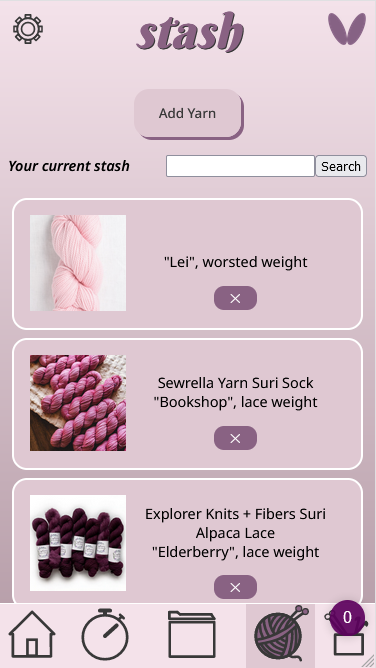 stash
Add Yarn
Your current stash
Search
"Lei", worsted weight
×
Sewrella Yarn Suri Sock
"Bookshop", lace weight
×
Explorer Knits + Fibers Suri
Alpaca Lace
"Elderberry", lace weight
×
0